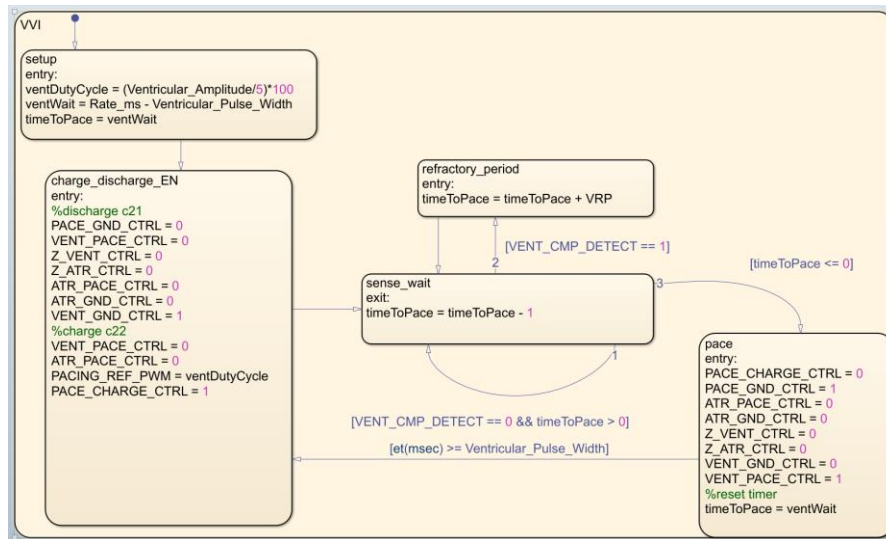 VVI
setup
entry:
ventDutyCycle = (Ventricular_Amplitude/5)*100
ventWait = Rate_ms - Ventricular_Pulse_Width
timeToPace = ventWait
charge_discharge_EN
entry:
%discharge c21
PACE_GND_CTRL = 0
VENT_PACE_CTRL = 0
Z_VENT_CTRL = 0
Z_ATR_CTRL = 0
ATR_PACE_CTRL = 0
ATR_GND_CTRL = 0
VENT_GND_CTRL = 1
%charge c22
VENT_PACE_CTRL = 0
ATR_PACE_CTRL = 0
PACING_REF_PWM = ventDutyCycle
PACE_CHARGE_CTRL = 1
refractory_period
entry:
timeToPace = timeToPace + VRP
[VENT_CMP_DETECT == 1]
2
sense_wait
exit:
timeToPace = timeToPace - 1
3
[timeToPace <= 0]
1
[VENT_CMP_DETECT == 0 && timeToPace > 0]
[et(msec) >= Ventricular_Pulse_Width]
pace
entry:
PACE_CHARGE_CTRL = 0
PACE_GND_CTRL = 1
ATR_PACE_CTRL = 0
ATR_GND_CTRL = 0
Z_VENT_CTRL = 0
Z_ATR_CTRL = 0
VENT_GND_CTRL = 0
VENT_PACE_CTRL = 1
%reset timer
timeToPace = ventWait